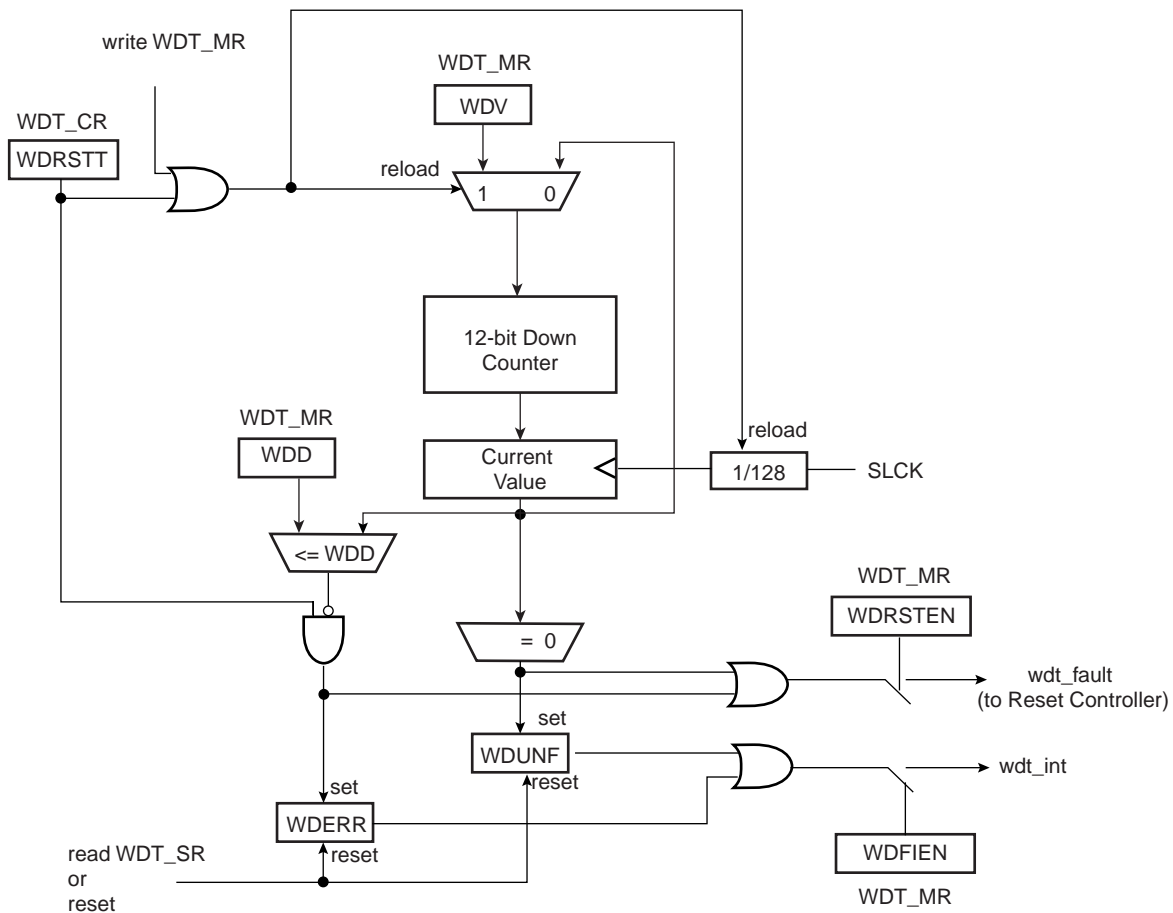 write WDT_MR
WDT_MR
WDV
WDT_CR
WDRSTT
reload
1 0
12-bit Down
Counter
WDT_MR
WDD
reload
Current
Value
1/128
SLCK
<= WDD
WDT_MR
WDRSTEN
= 0
wdt_fault
(to Reset Controller)
set
WDUNF
reset
wdt_int
set
WDERR
reset
WDFIEN
WDT_MR
read WDT_SR
or
reset